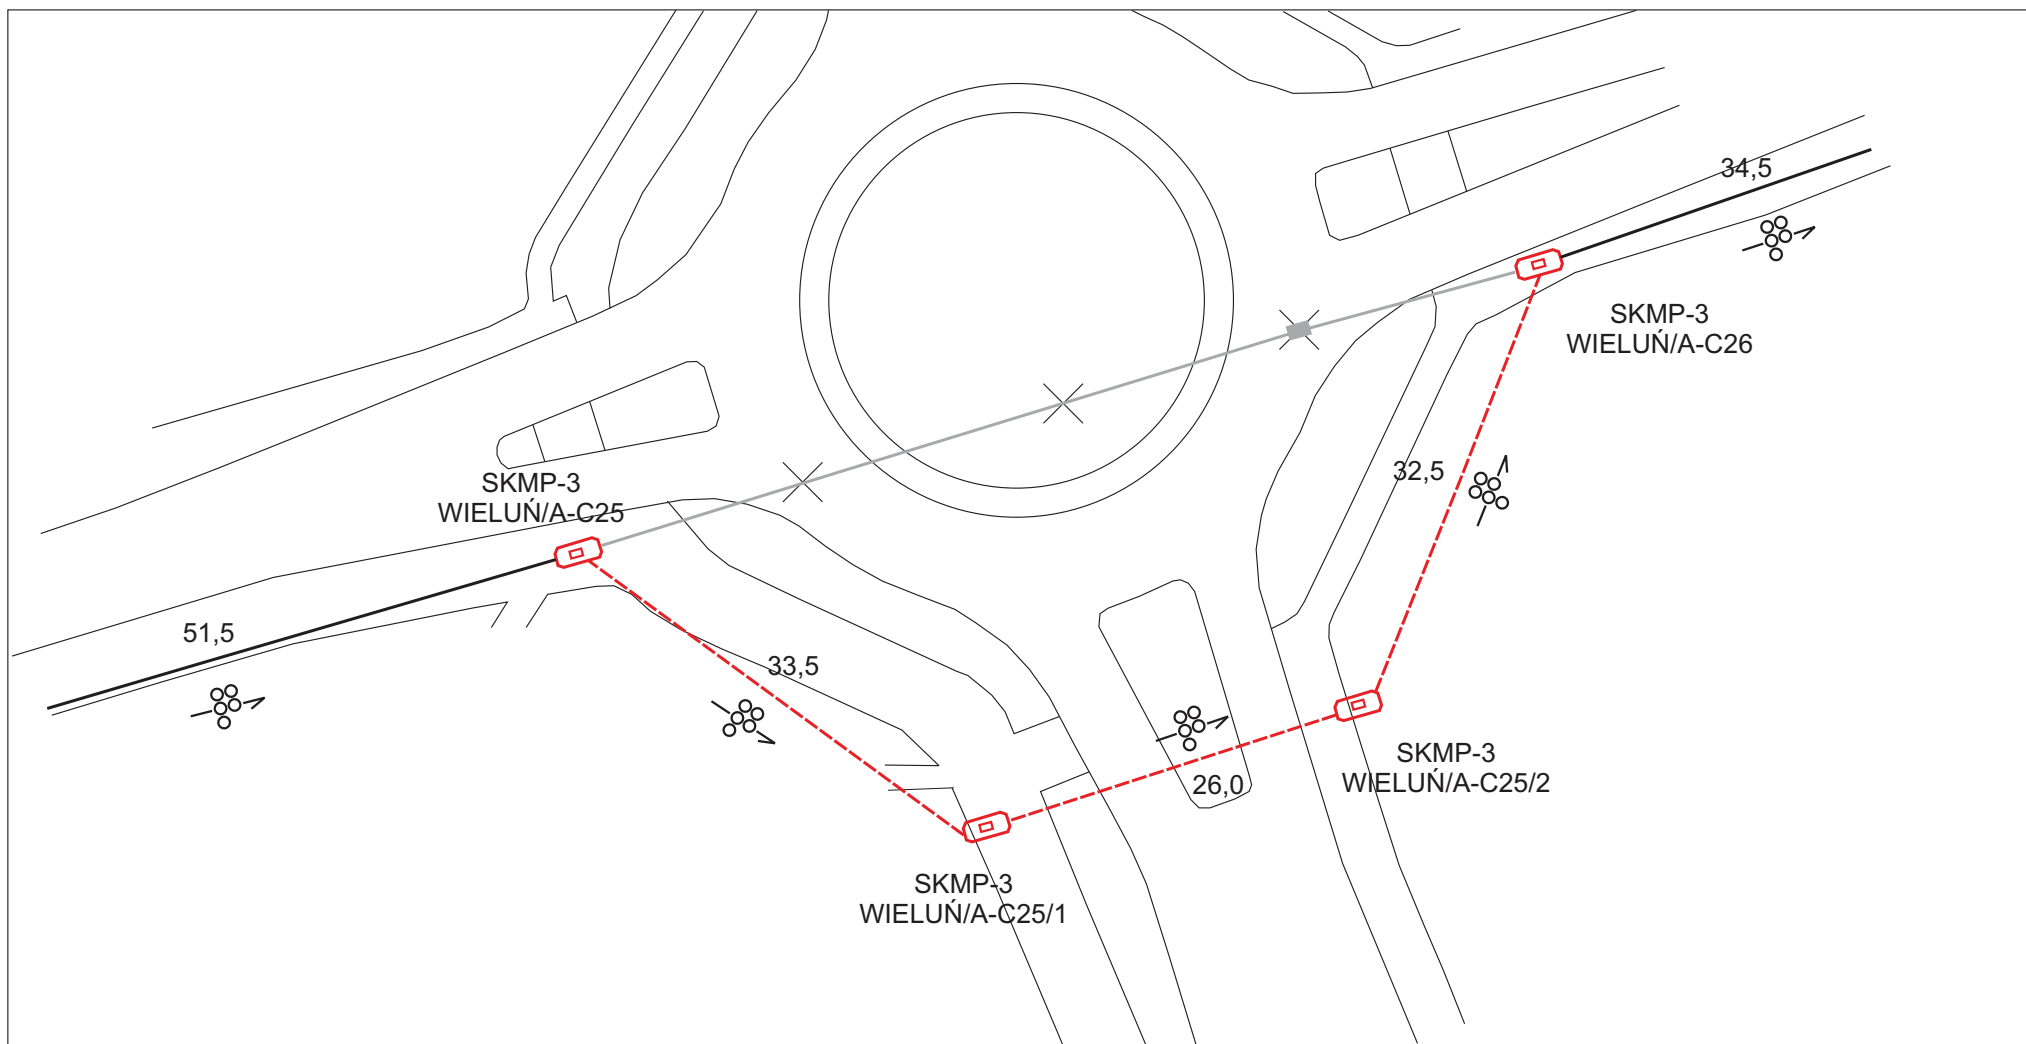 34,5
SKMP-3
WIELUŃ/A-C26
32,5
SKMP-3
WIELUŃ/A-C25
51,5
33,5
26,0
SKMP-3
WIELUŃ/A-C25/2
SKMP-3
WIELUŃ/A-C25/1